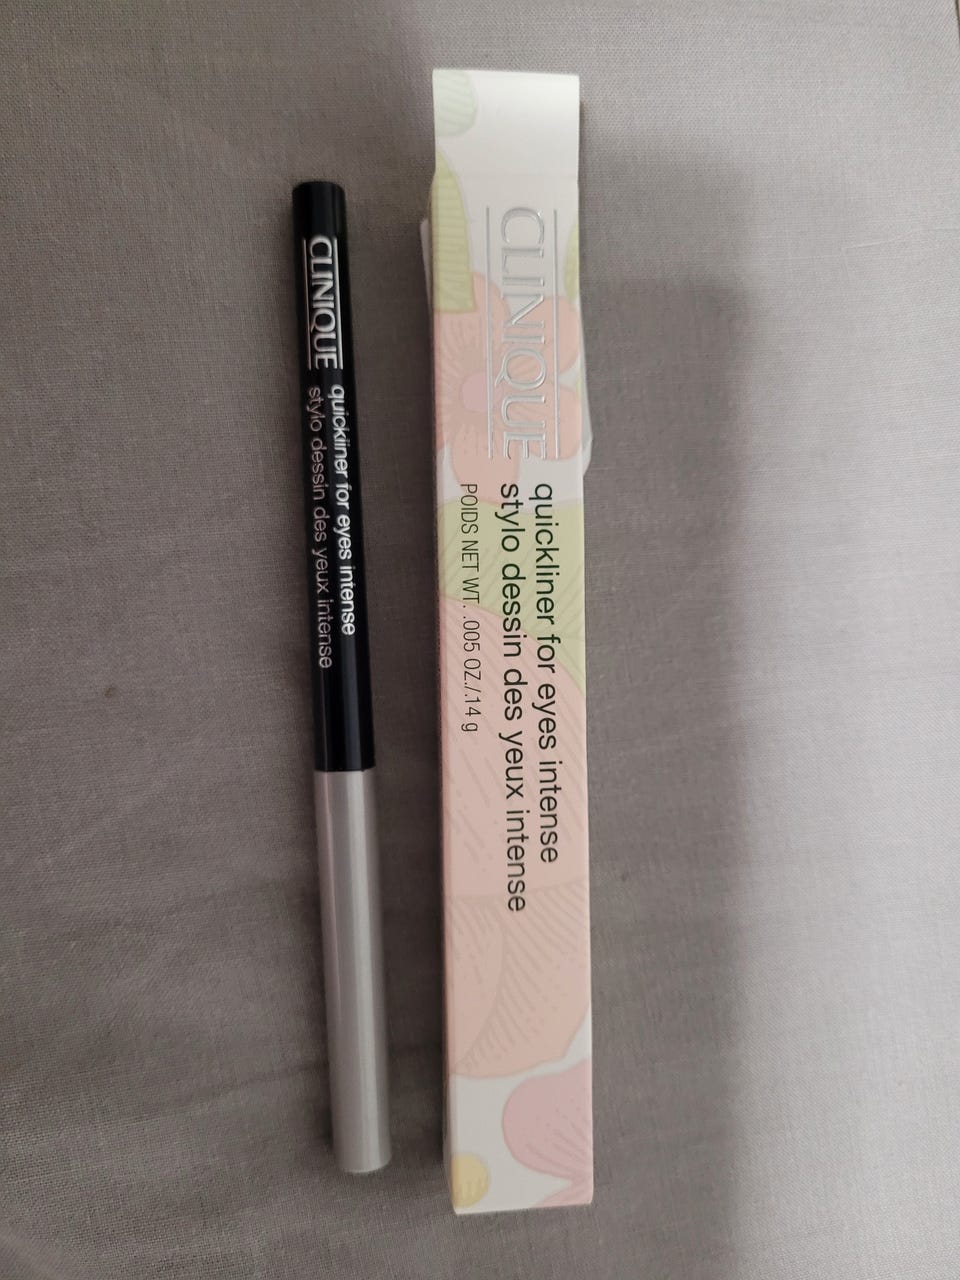 CLINIQUE
quickliner for eyes intense
stylo dessin des yeux intense
CLINIQUE
quickliner for eyes intense
stylo dessin des yeux intense
POIDS NET WT. .005 OZ./.14 g